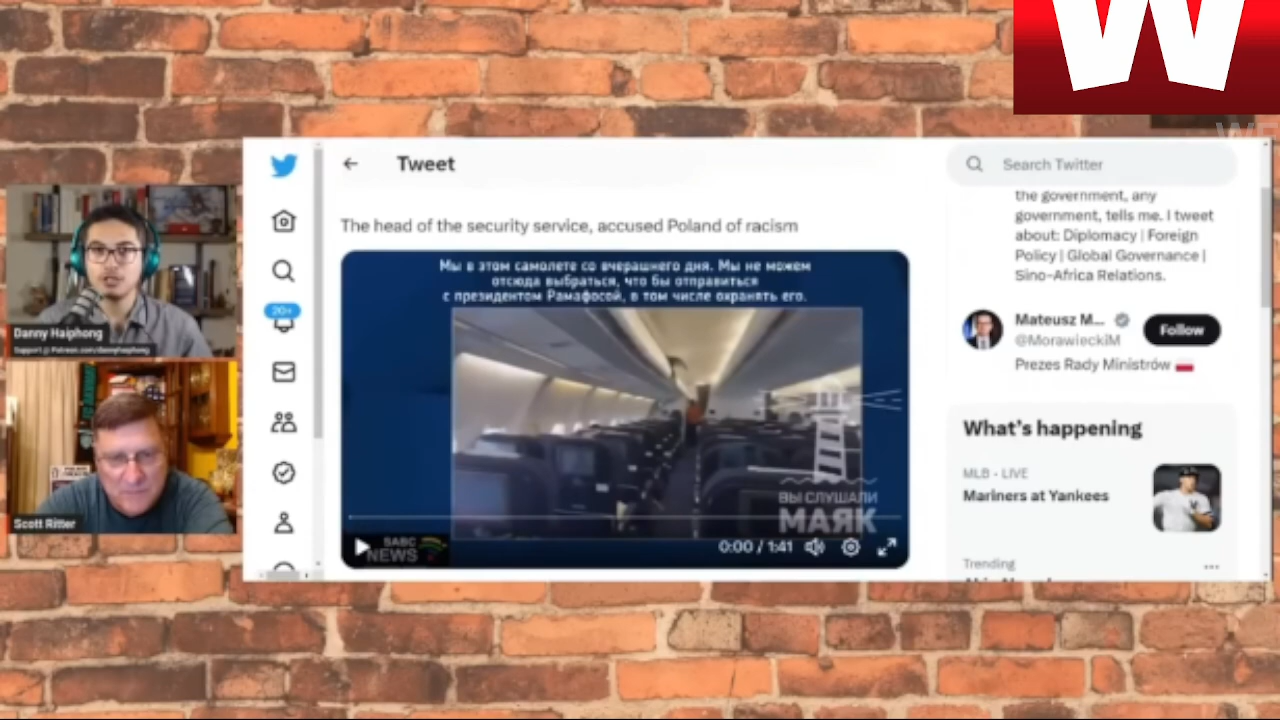 W
Tweet
Search Twitter
the government, any
government, tells me. I tweet
about: Diplomacy | Foreign
Policy | Global Governance |
Sino-Africa Relations.
The head of the security service, accused Poland of racism
Мы в этом самолете со вчерашнего дня. Мы не можем
отсюда выбраться, что бы отправиться
с президентом Рамафосой, в том числе охранять его.
20+
Mateusz M...
@MorawieckiM
Follow
Prezes Rady Ministrów
Danny Haiphong
Support @ Patreon.com/dannyhaiphong
What's happening
MLB · LIVE
Mariners at Yankees
ВЫ СЛУШАЛИ
МАЯК
Scott Ritter
SABC
NEWS
0:00 / 1:41
Trending